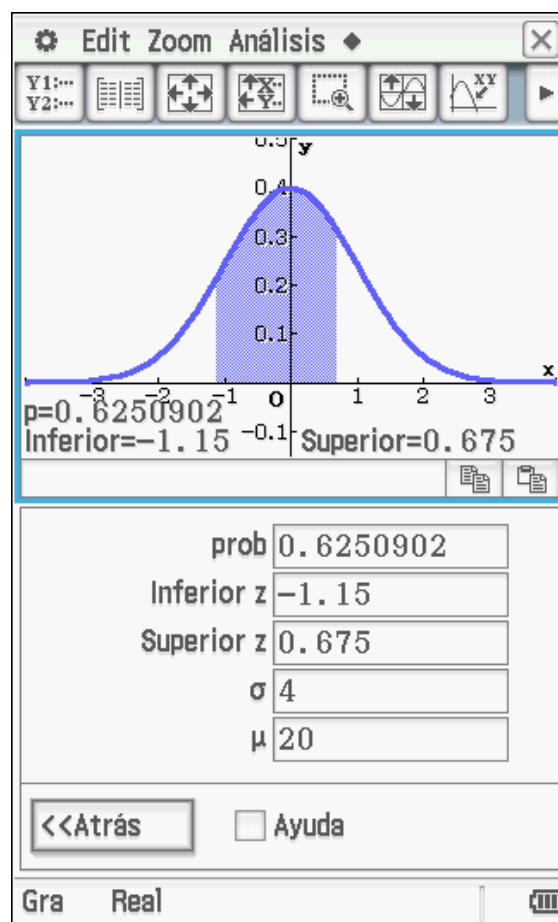 Edit Zoom Análisis ◆
Y1:···
Y2:···
X:··
Y:··
XY
y
0.4
0.3
0.2
0.1
x
-3 -2 -1 O 1 2 3
p=0.6250902
-0.1
Inferior=-1.15 Superior=0.675
prob 0.6250902
Inferior z -1.15
Superior z 0.675
σ 4
μ 20
<<Atrás Ayuda
Gra Real